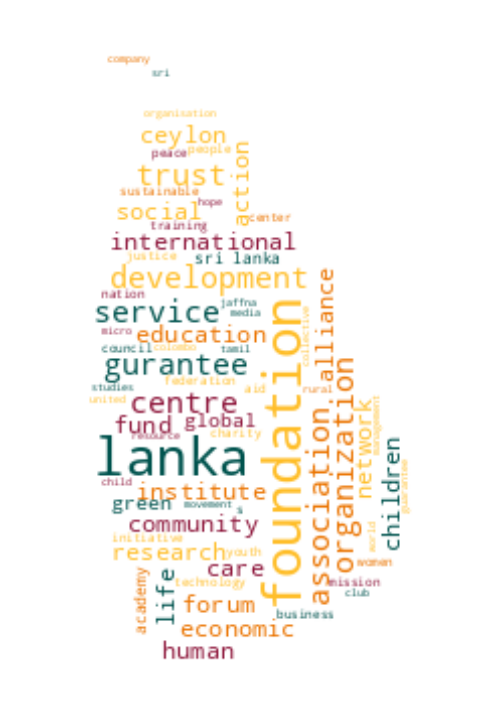 company
sri
organisation
ceylon
peace
people
trust
action
sustainable
hope
social
center
training
international
justice
sri lanka
development
nation
jaffna
service
media
micro
education
collective
alliance
council
colombo
tamil
gurantee
federation
studies
aid
rural
united
centre
foundation
association
organization
fund
global
network
management
resource
charity
lanka
children
guarantee
child
institute
green
movement
s
community
world
initiative
research
youth
women
care
technology
mission
academy
life
club
forum
business
economic
human